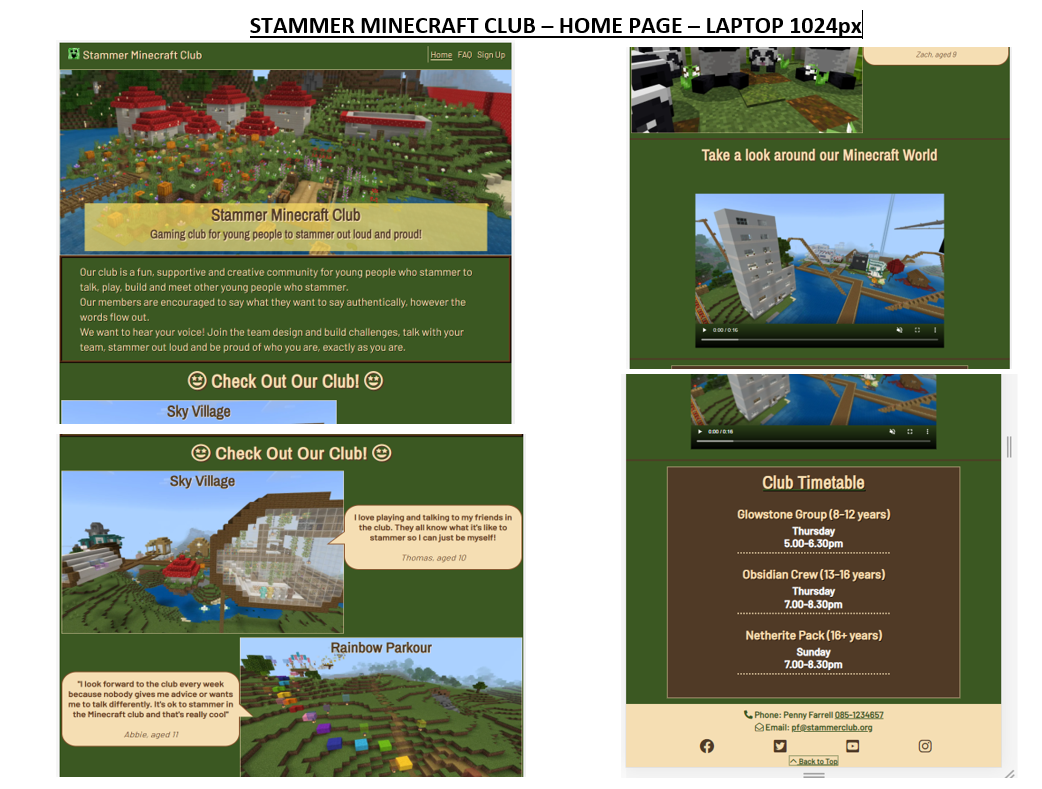 STAMMER MINECRAFT CLUB – HOME PAGE – LAPTOP 1024px
Stammer Minecraft Club
Home FAQ Sign Up
Stammer Minecraft Club
Gaming club for young people to stammer out loud and proud!
Our club is a fun, supportive and creative community for young people who stammer to
talk, play, build and meet other young people who stammer.
Our members are encouraged to say what they want to say authentically, however the
words flow out.
We want to hear your voice! Join the team design and build challenges, talk with your
team, stammer out loud and be proud of who you are, exactly as you are.
Check Out Our Club!
Sky Village
Check Out Our Club!
Sky Village
I love playing and talking to my friends in
the club. They all know what it's like to
stammer so I can just be myself!
Thomas, aged 10
Rainbow Parkour
"I look forward to the club every week
because nobody gives me advice or wants
me to talk differently. It's ok to stammer in
the Minecraft club and that's really cool"
Abbie, aged 11
Zach, aged 9
Take a look around our Minecraft World
0:00 / 0:16
0:00 / 0:16
Club Timetable
Glowstone Group (8-12 years)
Thursday
5.00-6.30pm
Obsidian Crew (13-16 years)
Thursday
7.00-8.30pm
Netherite Pack (16+ years)
Sunday
7.00-8.30pm
Phone: Penny Farrell 085-1234657
Email: pf@stammerclub.org
Back to Top